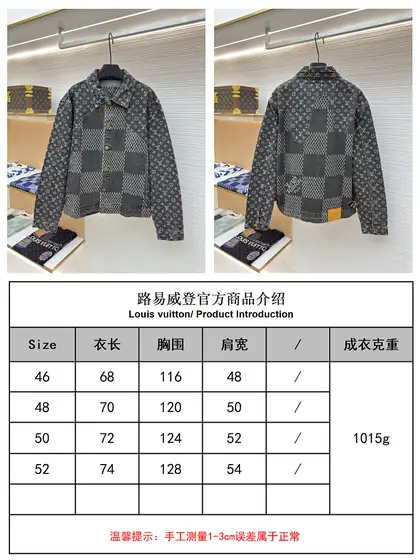 路易威登官方商品介绍
Louis vuitton/ Product Introduction
Size 衣长 胸围 肩宽 / 成衣克重
46 68 116 48 /
48 70 120 50 /
50 72 124 52 / 1015g
52 74 128 54 /
温馨提示：手工测量1-3cm误差属于正常